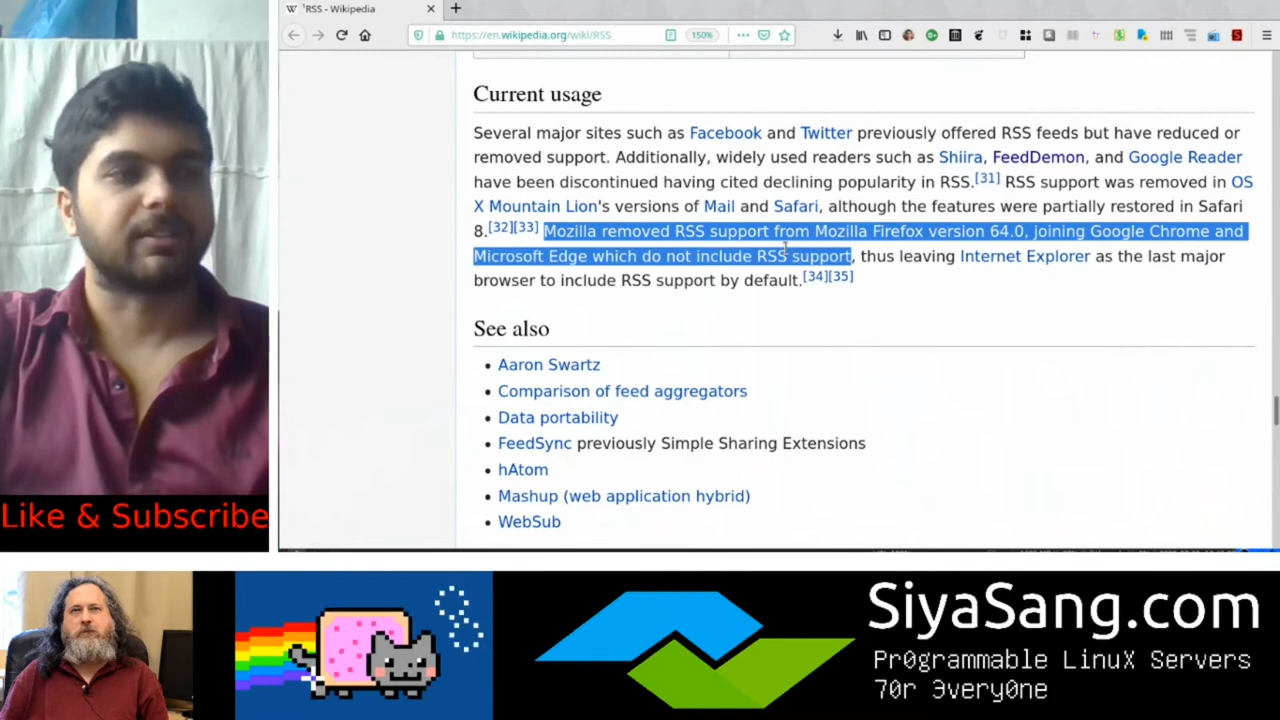 ¹RSS - Wikipedia
https://en.wikipedia.org/wiki/RSS
150%
Current usage
Several major sites such as Facebook and Twitter previously offered RSS feeds but have reduced or
removed support. Additionally, widely used readers such as Shiira, FeedDemon, and Google Reader
have been discontinued having cited declining popularity in RSS.[31] RSS support was removed in OS
X Mountain Lion's versions of Mail and Safari, although the features were partially restored in Safari
8.[32][33] Mozilla removed RSS support from Mozilla Firefox version 64.0, joining Google Chrome and
Microsoft Edge which do not include RSS support, thus leaving Internet Explorer as the last major
browser to include RSS support by default.[34][35]
See also
• Aaron Swartz
• Comparison of feed aggregators
• Data portability
• FeedSync previously Simple Sharing Extensions
• hAtom
• Mashup (web application hybrid)
• WebSub
Like & Subscribe
SiyaSang.com
Pr0grammable LinuX Servers
70r Эvery0ne